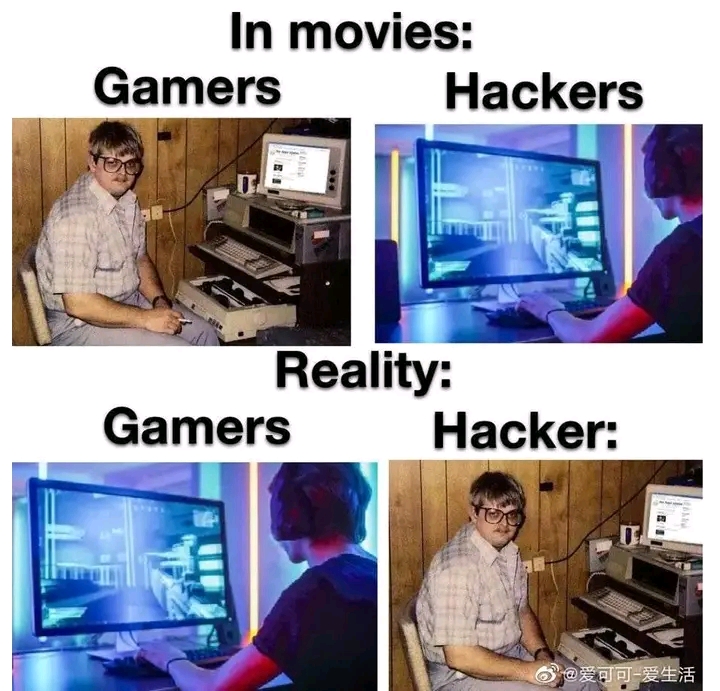 In movies:
Gamers
Hackers
Reality:
Gamers
Hacker:
@爱可可-爱生活